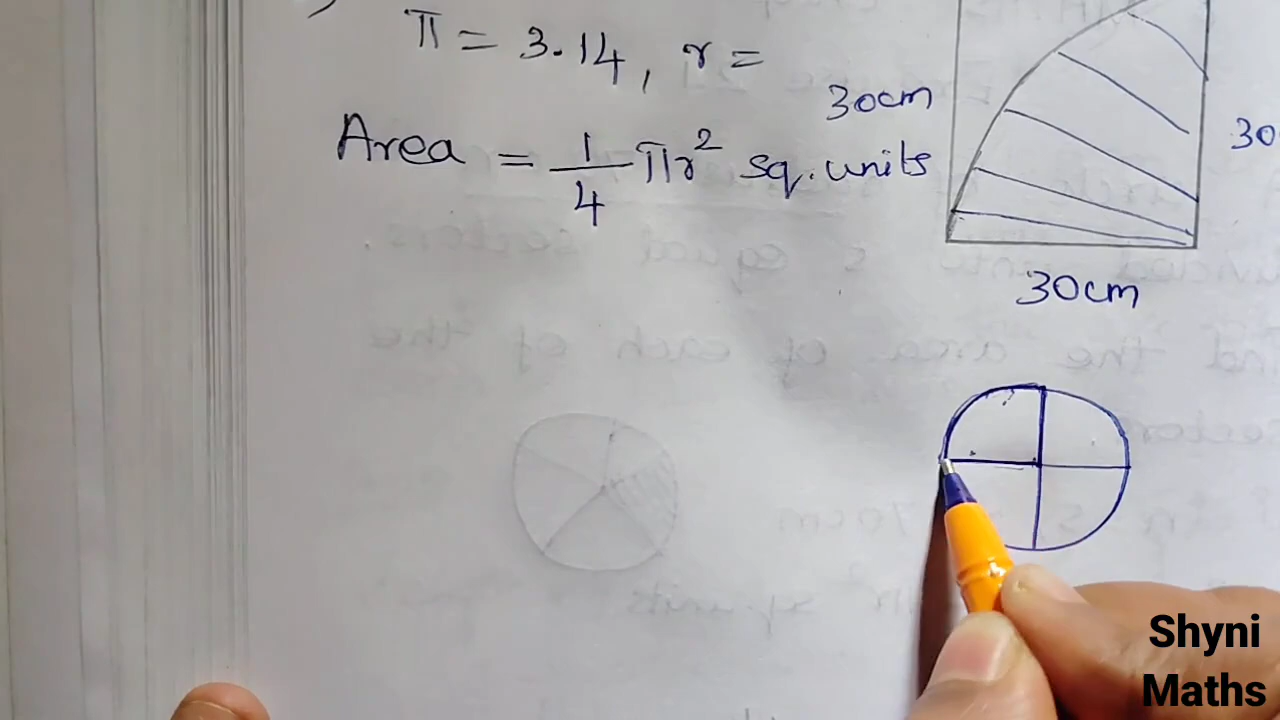 π = 3.14, r =
Area = 1/4 πr² sq. units
30cm
30
30cm
Shyni
Maths